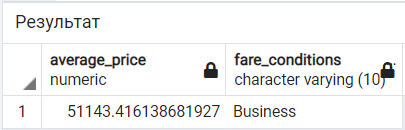 Результат
average_price fare_conditions
numeric character varying (10)
1 51143.416138681927 Business